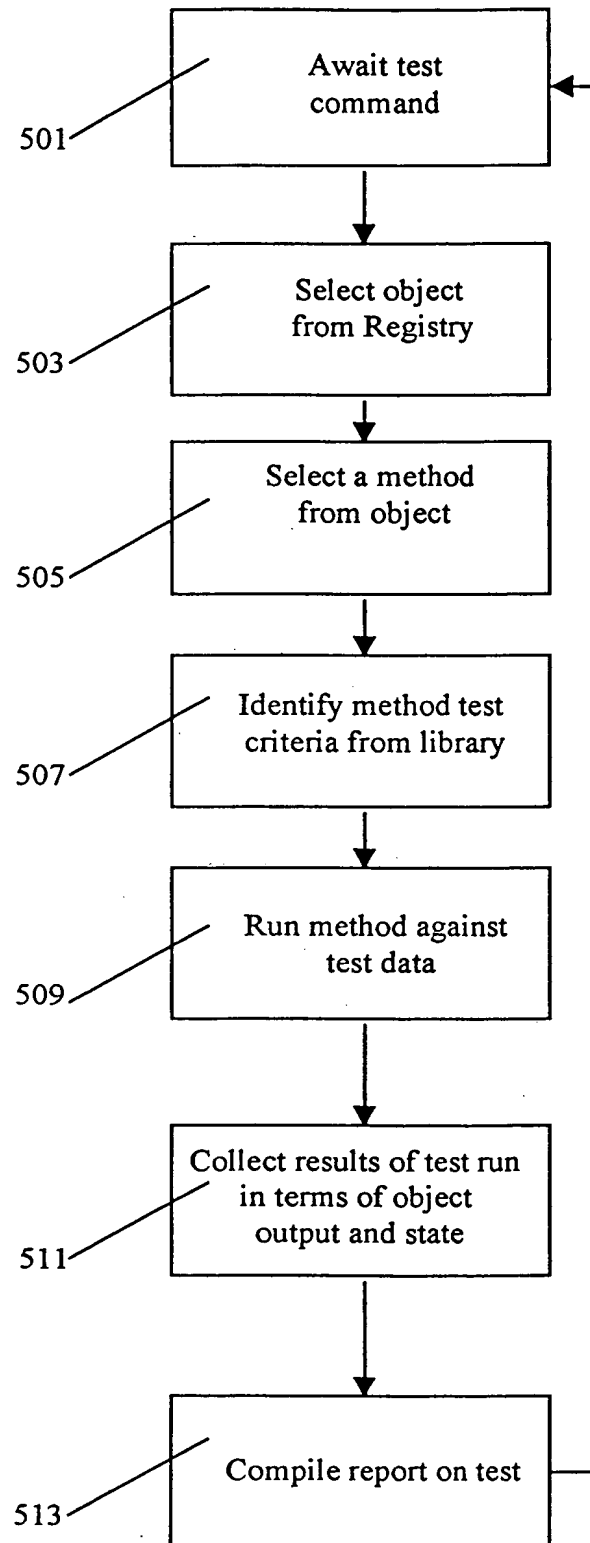 Await test
command
501
Select object
from Registry
503
Select a method
from object
505
Identify method test
criteria from library
507
Run method against
test data
509
Collect results of test run
in terms of object
output and state
511
Compile report on test
513